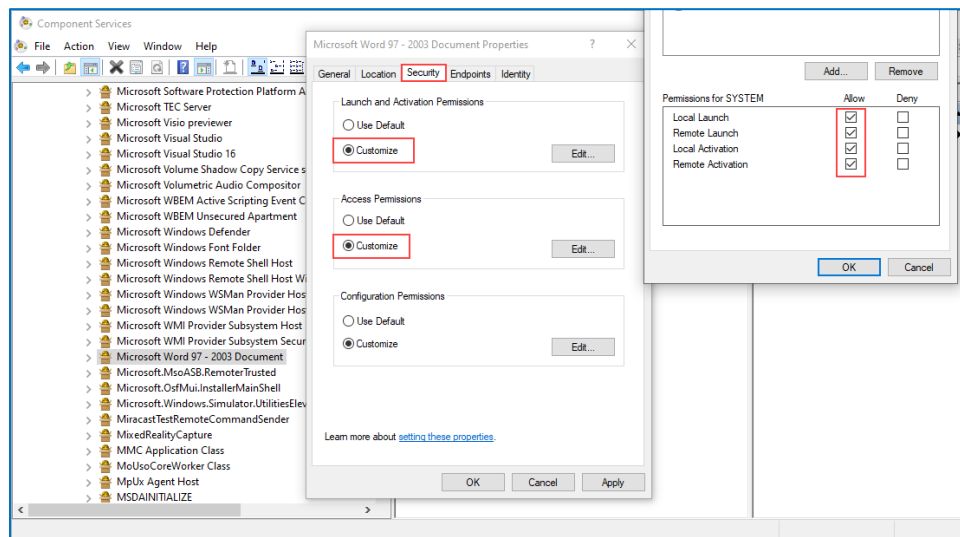 Component Services
File Action View Window Help
Microsoft Software Protection Platform A
Microsoft TEC Server
Microsoft Visio previewer
Microsoft Visual Studio
Microsoft Visual Studio 16
Microsoft Volume Shadow Copy Service s
Microsoft Volumetric Audio Compositor
Microsoft WBEM Active Scripting Event C
Microsoft WBEM Unsecured Apartment
Microsoft Windows Defender
Microsoft Windows Font Folder
Microsoft Windows Remote Shell Host
Microsoft Windows Remote Shell Host Wi
Microsoft Windows WSMan Provider Hos
Microsoft Windows WSMan Provider Hos
Microsoft WMI Provider Subsystem Host
Microsoft WMI Provider Subsystem Secur
Microsoft Word 97 - 2003 Document
Microsoft.MsoASB.RemoterTrusted
Microsoft.OsfMui.InstallerMainShell
Microsoft.Windows.Simulator.UtilitiesElev
MiracastTestRemoteCommandSender
MixedRealityCapture
MMC Application Class
MoUsoCoreWorker Class
MpUx Agent Host
MSDAINITIALIZE
Microsoft Word 97 - 2003 Document Properties
General Location Security Endpoints Identity
Launch and Activation Permissions
Use Default
Customize
Edit...
Access Permissions
Use Default
Customize
Edit...
Configuration Permissions
Use Default
Customize
Edit...
Learn more about setting these properties.
OK Cancel Apply
Add... Remove
Permissions for SYSTEM Allow Deny
Local Launch
Remote Launch
Local Activation
Remote Activation
OK Cancel